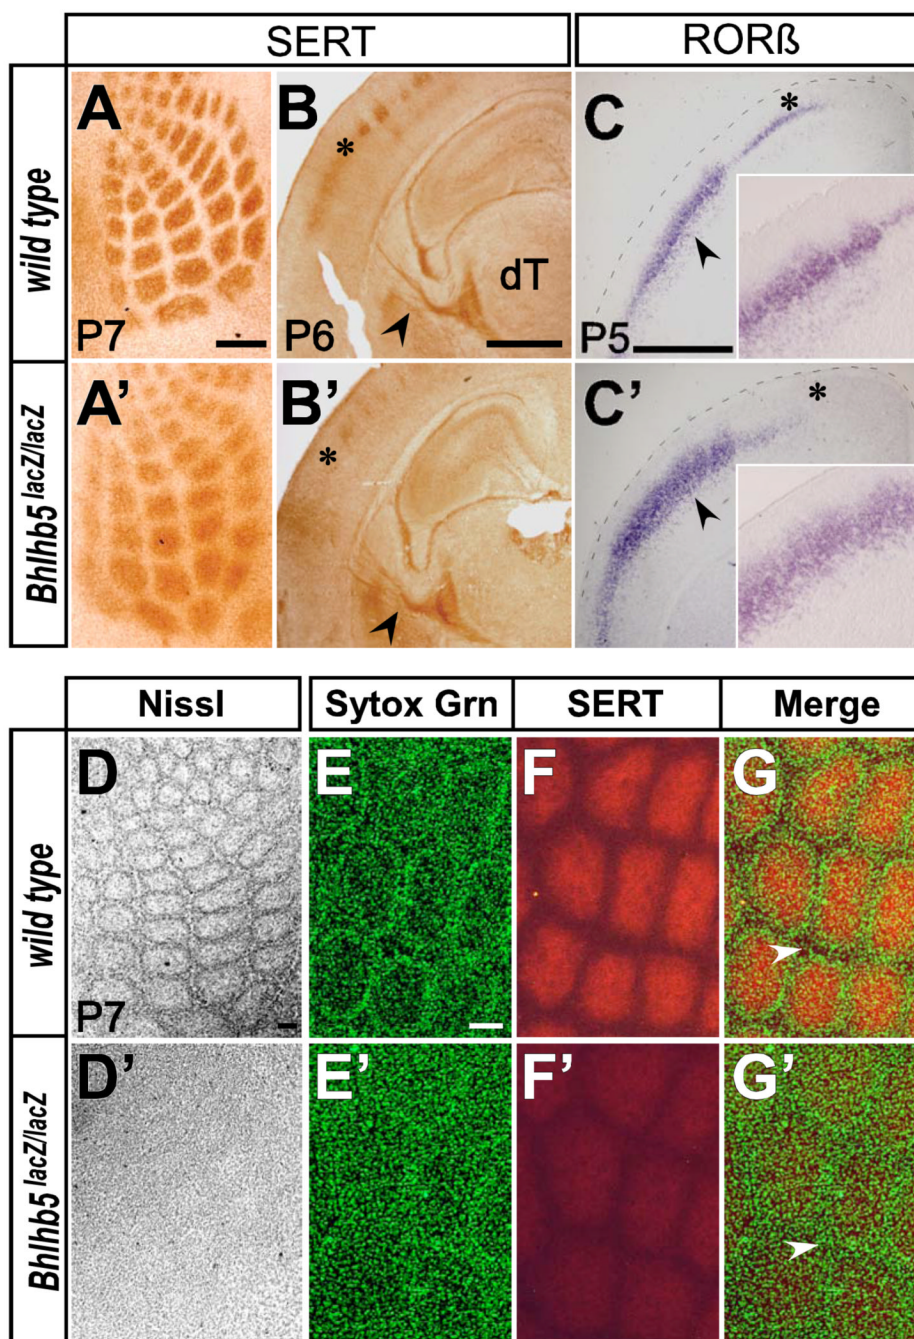 SERT RORß
wild type
A B * C *
dT
P7 P6 P5
Bhlhb5 lacZ/lacZ
A' B' * C' *
Nissl Sytox Grn SERT Merge
wild type
D E F G
P7
Bhlhb5 lacZ/lacZ
D' E' F' G'